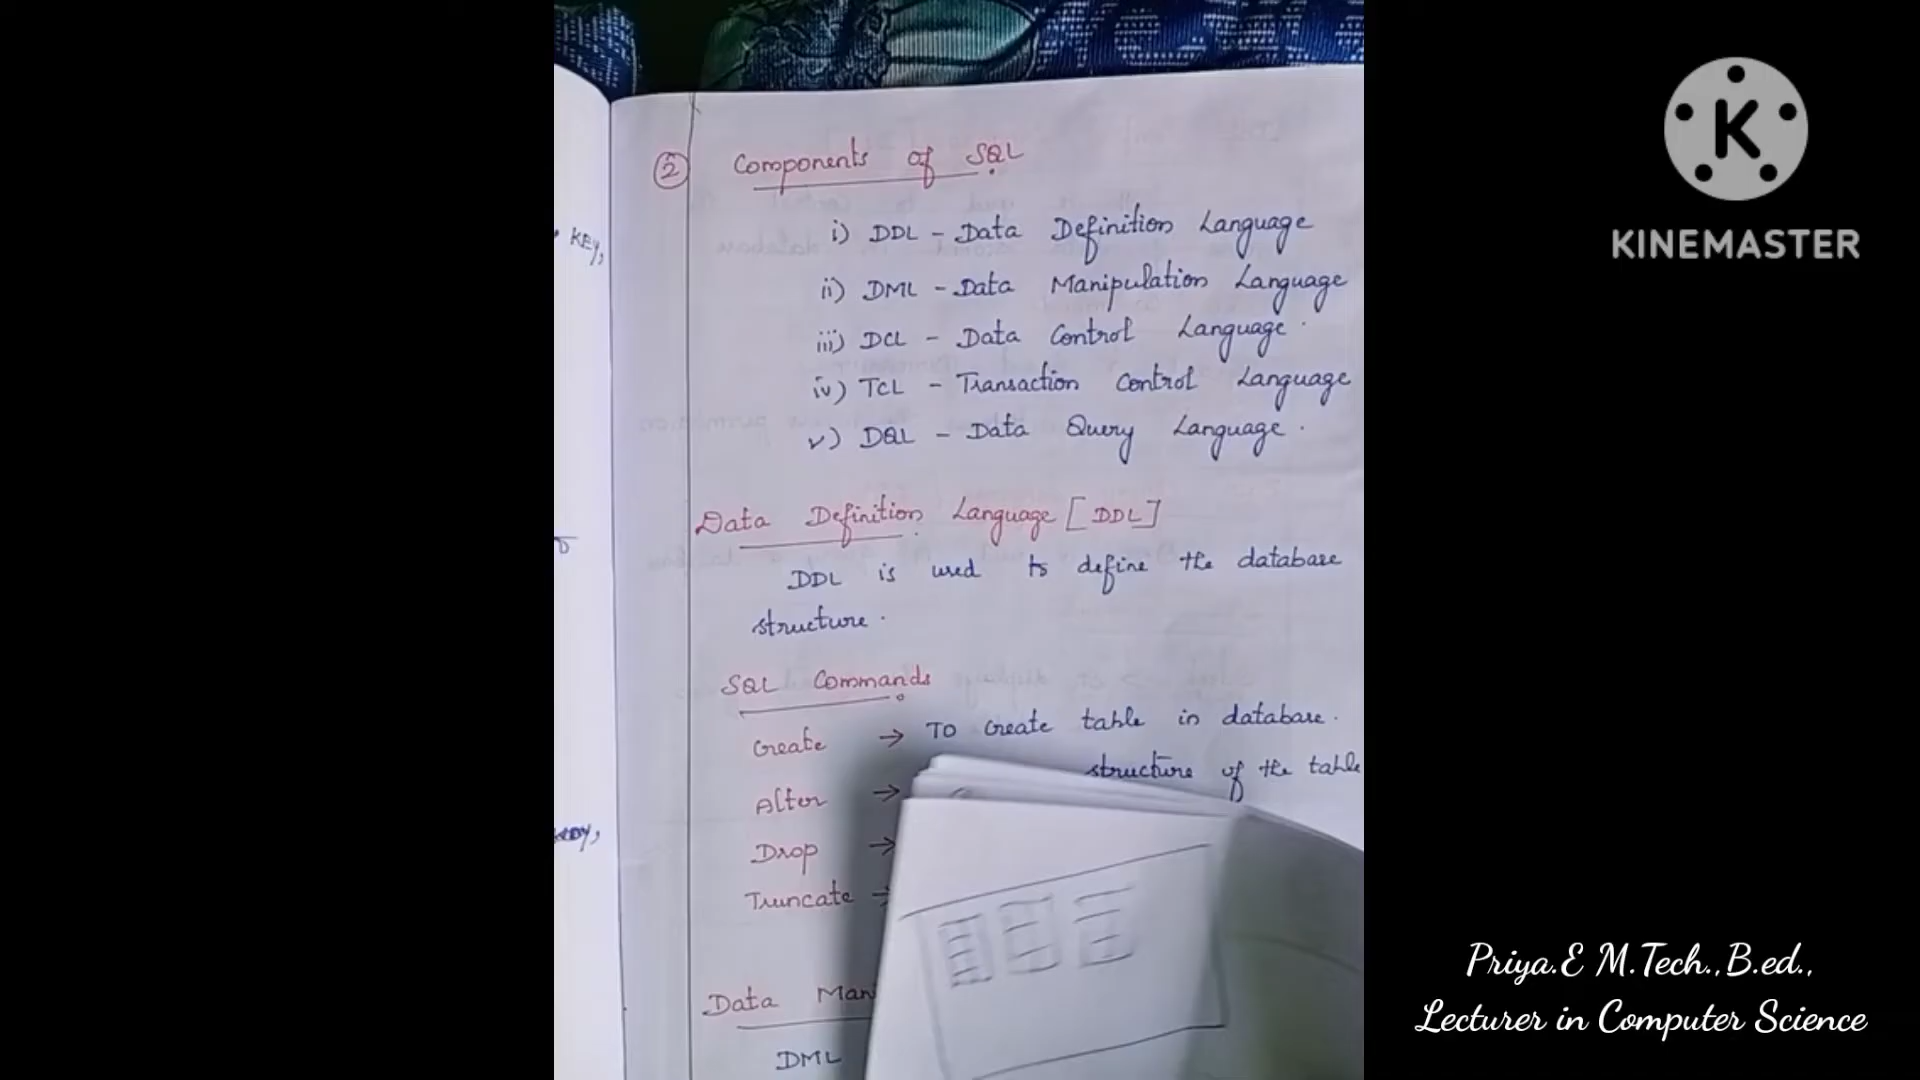 ② Components of SQL
i) DDL - Data Definition Language
ii) DML - Data Manipulation Language
iii) DCL - Data Control Language.
iv) TCL - Transaction Control Language
v) DQL - Data Query Language.
Data Definition Language [DDL]
DDL is used to define the database
structure.
SQL Commands
Create → To Create table in database.
Alter → structure of the table
Drop →
Truncate →
Data Man
DML
KEY,
KINEMASTER
Priya.E M.Tech.,B.ed.,
Lecturer in Computer Science